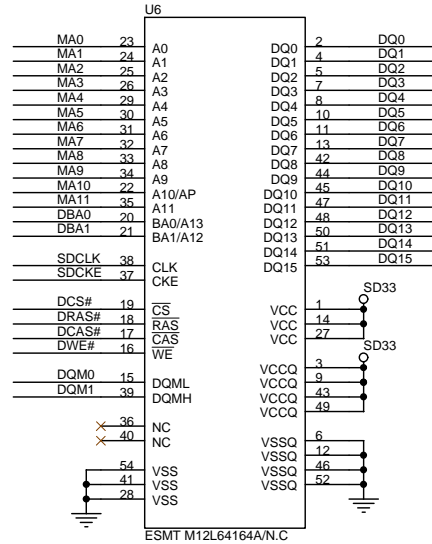 U6
MA0 23 A0 DQ0 2 DQ0
MA1 24 A1 DQ1 4 DQ1
MA2 25 A2 DQ2 5 DQ2
MA3 26 A3 DQ3 7 DQ3
MA4 29 A4 DQ4 8 DQ4
MA5 30 A5 DQ5 10 DQ5
MA6 31 A6 DQ6 11 DQ6
MA7 32 A7 DQ7 13 DQ7
MA8 33 A8 DQ8 42 DQ8
MA9 34 A9 DQ9 44 DQ9
MA10 22 A10/AP DQ10 45 DQ10
MA11 35 A11 DQ11 47 DQ11
DBA0 20 BA0/A13 DQ12 48 DQ12
DBA1 21 BA1/A12 DQ13 50 DQ13
DQ14 51 DQ14
SDCLK 38 CLK DQ15 53 DQ15
SDCKE 37 CKE
SD33
DCS# 19 CS VCC 1
DRAS# 18 RAS VCC 14
DCAS# 17 CAS VCC 27
DWE# 16 WE
SD33
VCCQ 3
DQM0 15 DQML VCCQ 9
DQM1 39 DQMH VCCQ 43
VCCQ 49
36 NC
40 NC VSSQ 6
VSSQ 12
54 VSS VSSQ 46
41 VSS VSSQ 52
28 VSS
ESMT M12L64164A/N.C